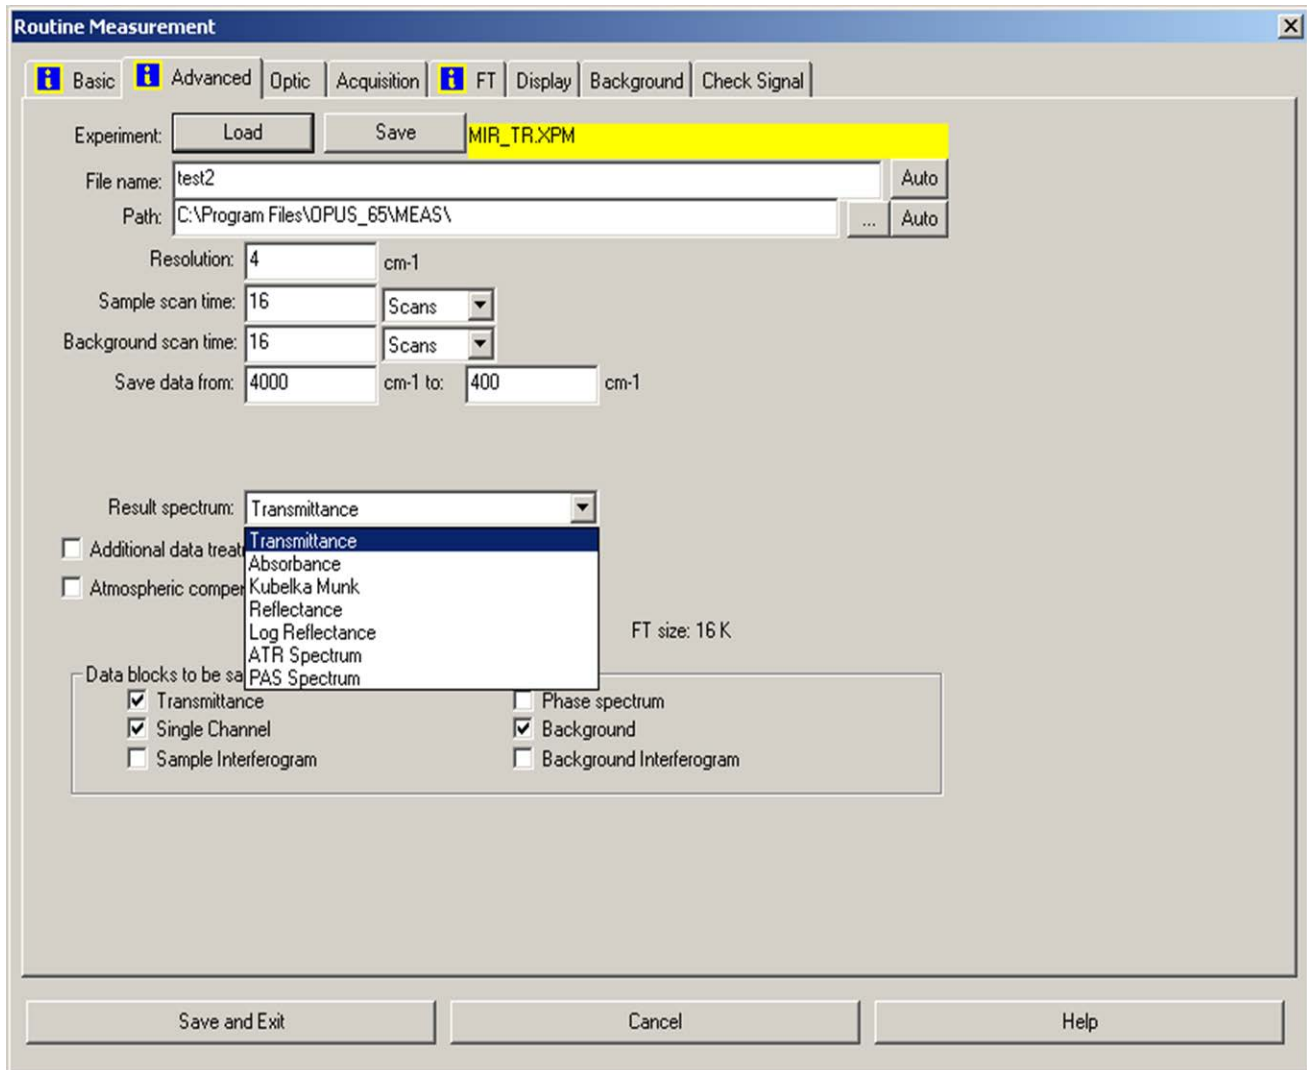 Routine Measurement
Basic Advanced Optic Acquisition FT Display Background Check Signal
Experiment: Load Save MIR_TR.XPM
File name: test2 Auto
Path: C:\Program Files\OPUS_65\MEAS\ ... Auto
Resolution: 4 cm-1
Sample scan time: 16 Scans
Background scan time: 16 Scans
Save data from: 4000 cm-1 to: 400 cm-1
Result spectrum: Transmittance
Transmittance
Additional data treat
Absorbance
Kubelka Munk
Atmospheric comper
Reflectance
Log Reflectance
FT size: 16 K
ATR Spectrum
PAS Spectrum
Data blocks to be sa
Transmittance Phase spectrum
Single Channel Background
Sample Interferogram Background Interferogram
Save and Exit Cancel Help